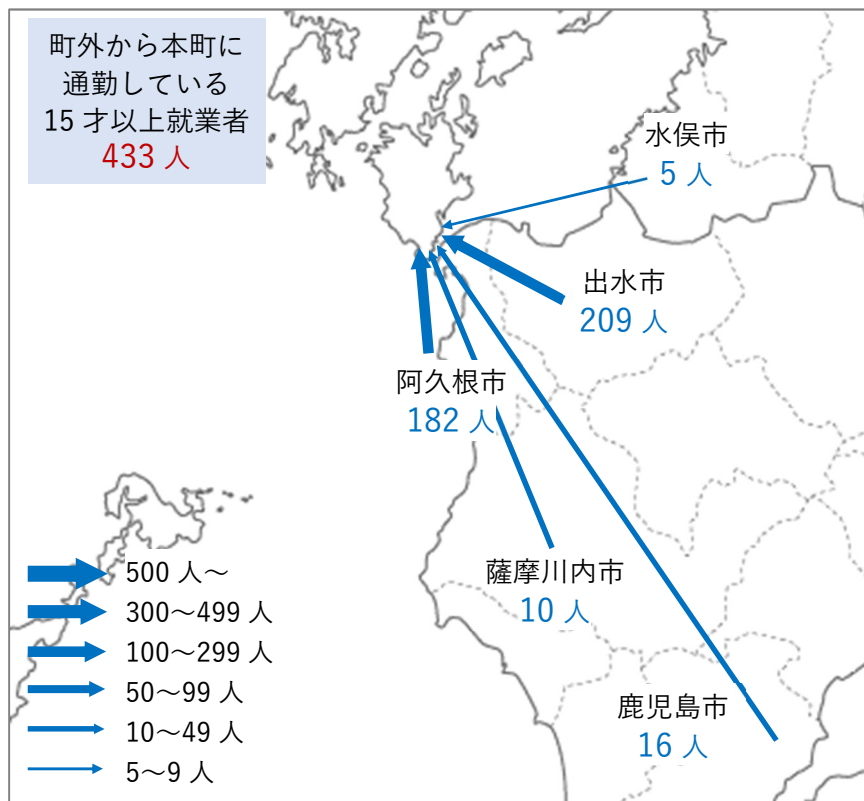 町外から本町に
通勤している
15 才以上就業者
433 人
水俣市
5 人
出水市
209 人
阿久根市
182 人
薩摩川内市
10 人
鹿児島市
16 人
500 人～
300～499 人
100～299 人
50～99 人
10～49 人
5～9 人